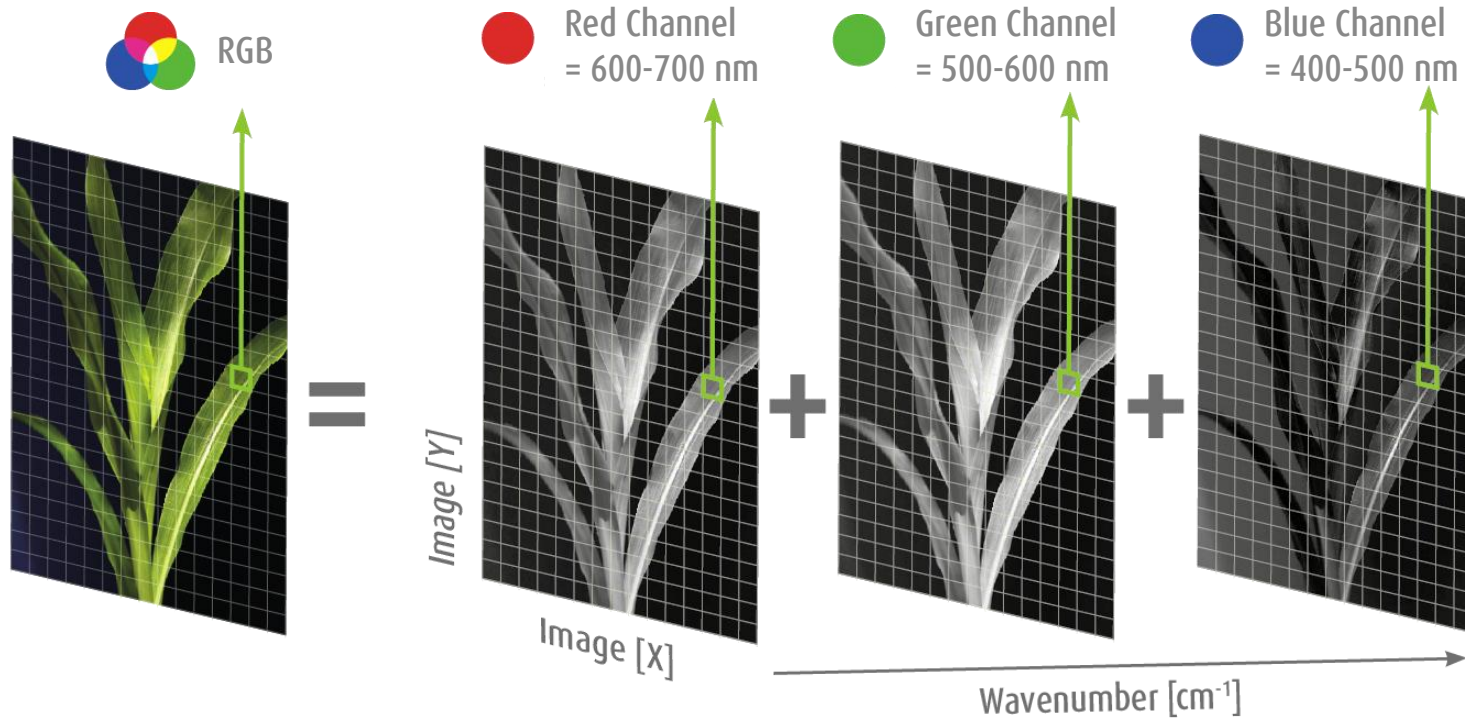 RGB
Red Channel
= 600-700 nm
Green Channel
= 500-600 nm
Blue Channel
= 400-500 nm
Image [Y]
Image [X]
Wavenumber [cm⁻¹]